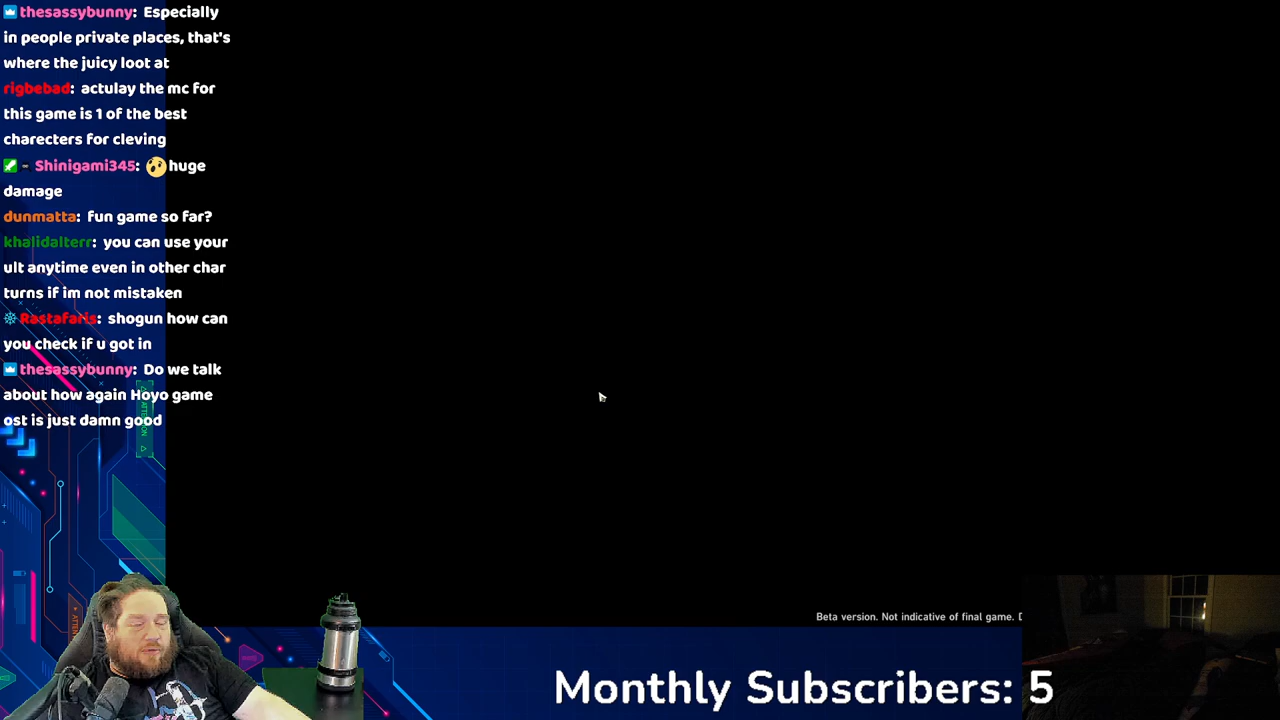 thesassybunny: Especially
in people private places, that's
where the juicy loot at
rigbebad: actulay the mc for
this game is 1 of the best
charecters for cleving
Shinigami345: huge
damage
dunmatta: fun game so far?
khalidalterr: you can use your
ult anytime even in other char
turns if im not mistaken
Rastafaris: shogun how can
you check if u got in
thesassybunny: Do we talk
about how again Hoyo game
ost is just damn good
Beta version. Not indicative of final game. D
Monthly Subscribers: 5